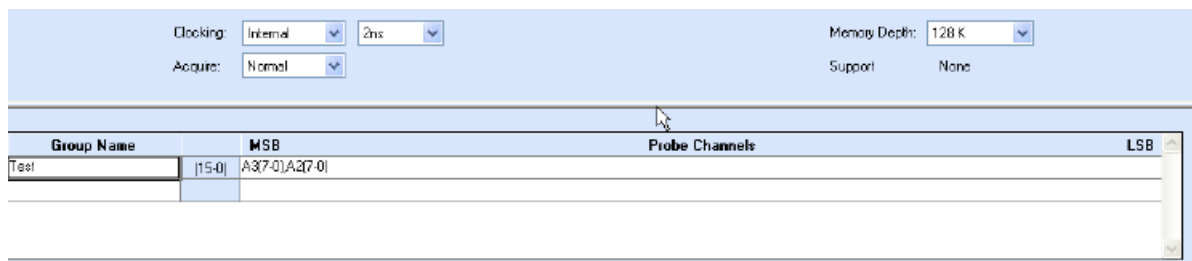 Clocking: Internal 2ns Memory Depth: 128 K
Acquire: Normal Support None
Group Name MSB Probe Channels LSB
Test [15-0] A3(7-0),A2(7-0)